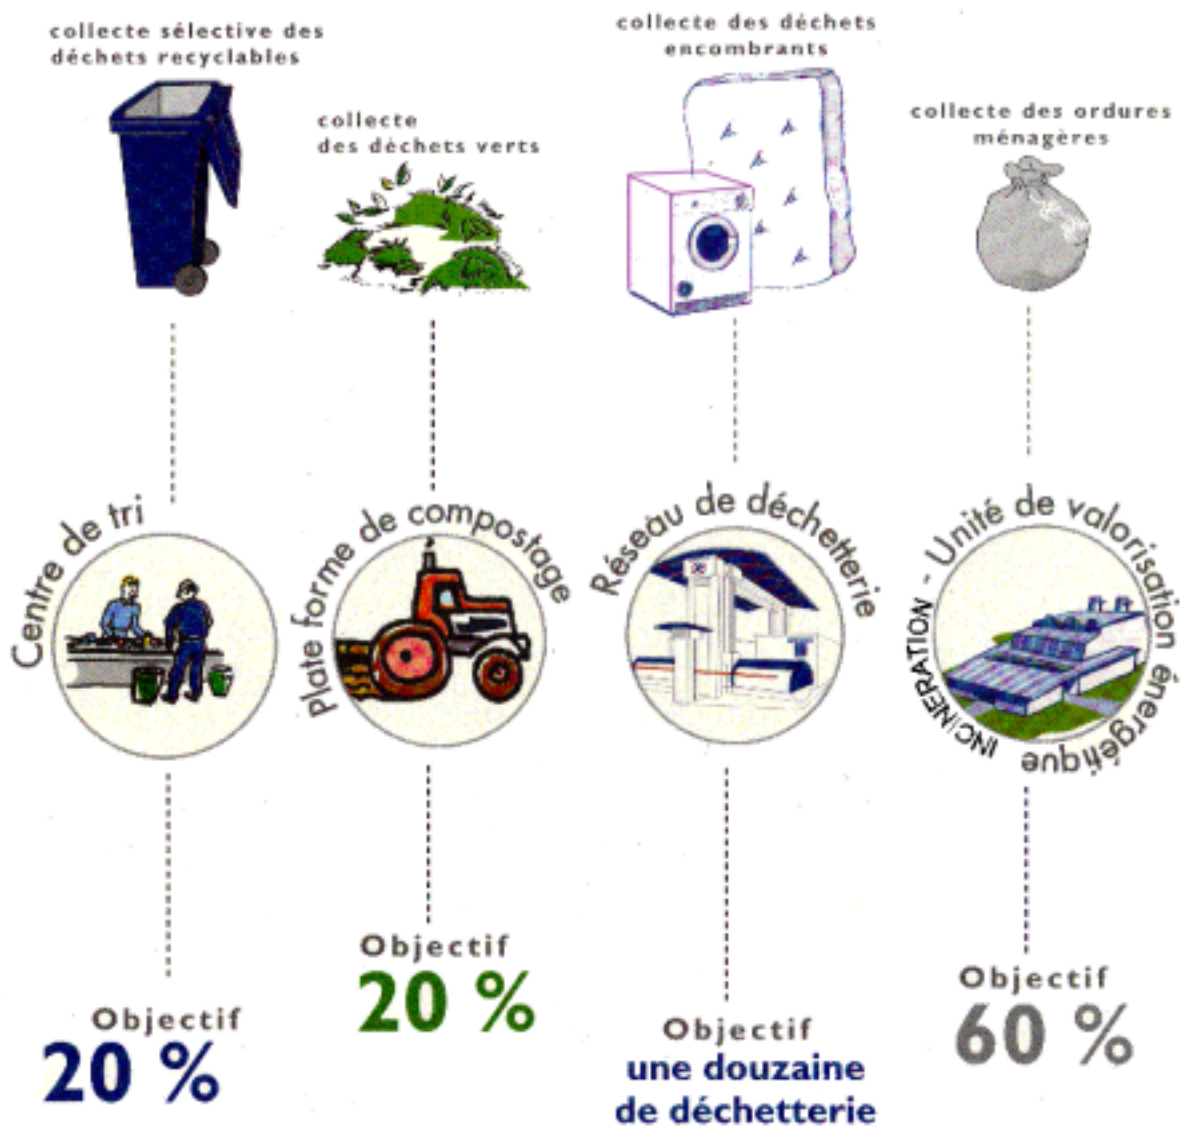 collecte sélective des
déchets recyclables
collecte
des déchets verts
collecte des déchets
encombrants
collecte des ordures
ménagères
Centre de tri
Plate forme de compostage
Réseau de déchetterie
INCINERATION - Unité de valorisation énergétique
Objectif
20 %
Objectif
20 %
Objectif
une douzaine
de déchetterie
Objectif
60 %